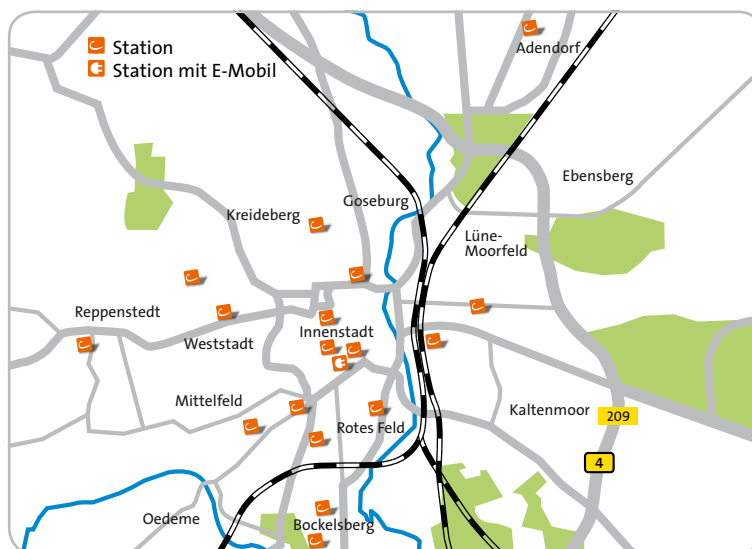 Station
Station mit E-Mobil
Adendorf
Ebensberg
Goseburg
Kreideberg
Lüne-
Moorfeld
Reppenstedt
Innenstadt
Weststadt
Mittelfeld
Kaltenmoor
209
Rotes Feld
4
Oedeme
Bockelsberg